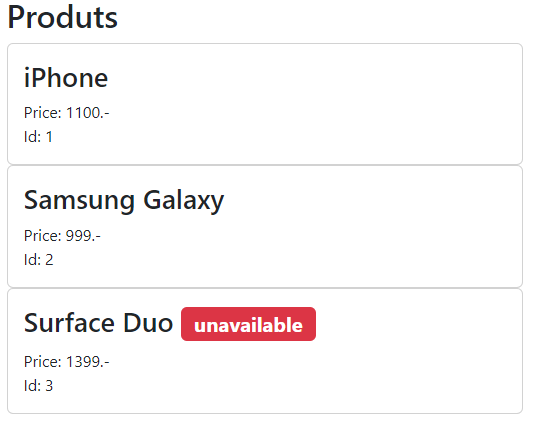 Produts
iPhone
Price: 1100.-
Id: 1
Samsung Galaxy
Price: 999.-
Id: 2
Surface Duo unavailable
Price: 1399.-
Id: 3